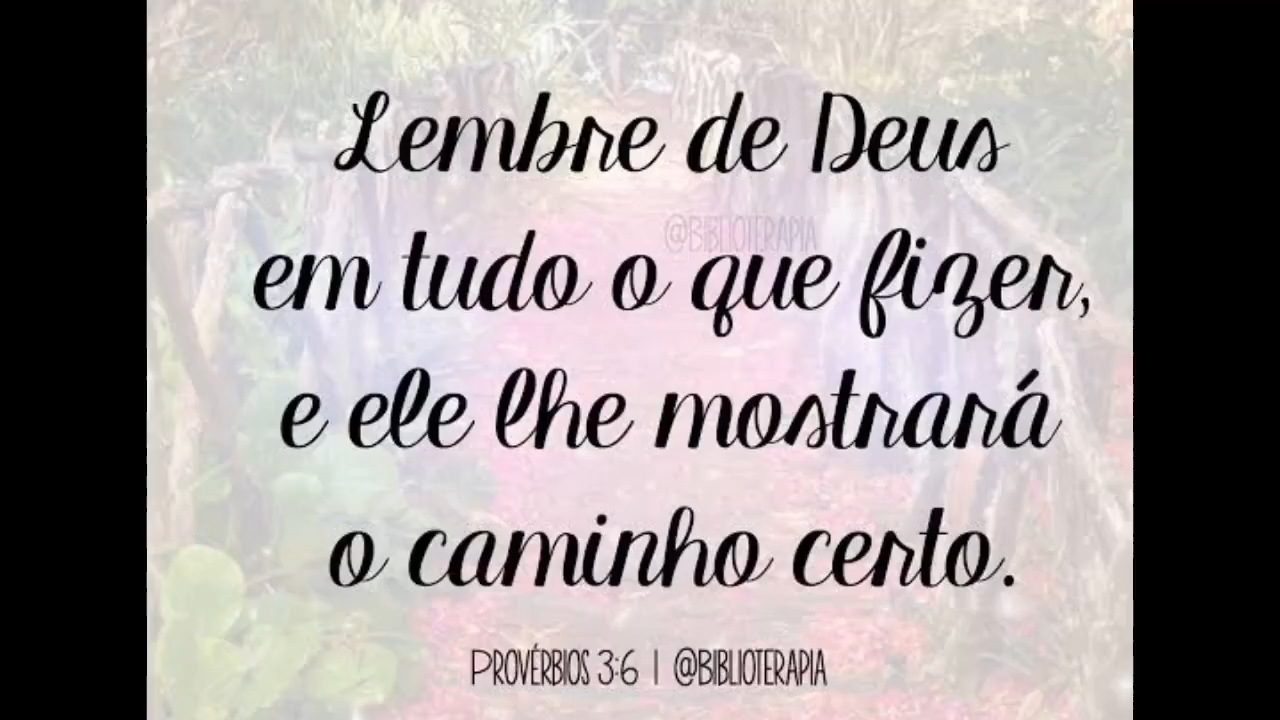 Lembre de Deus
@BIBLIOTERAPIA
em tudo o que fizer,
e ele lhe mostrará
o caminho certo.
PROVÉRBIOS 3:6 | @BIBLIOTERAPIA